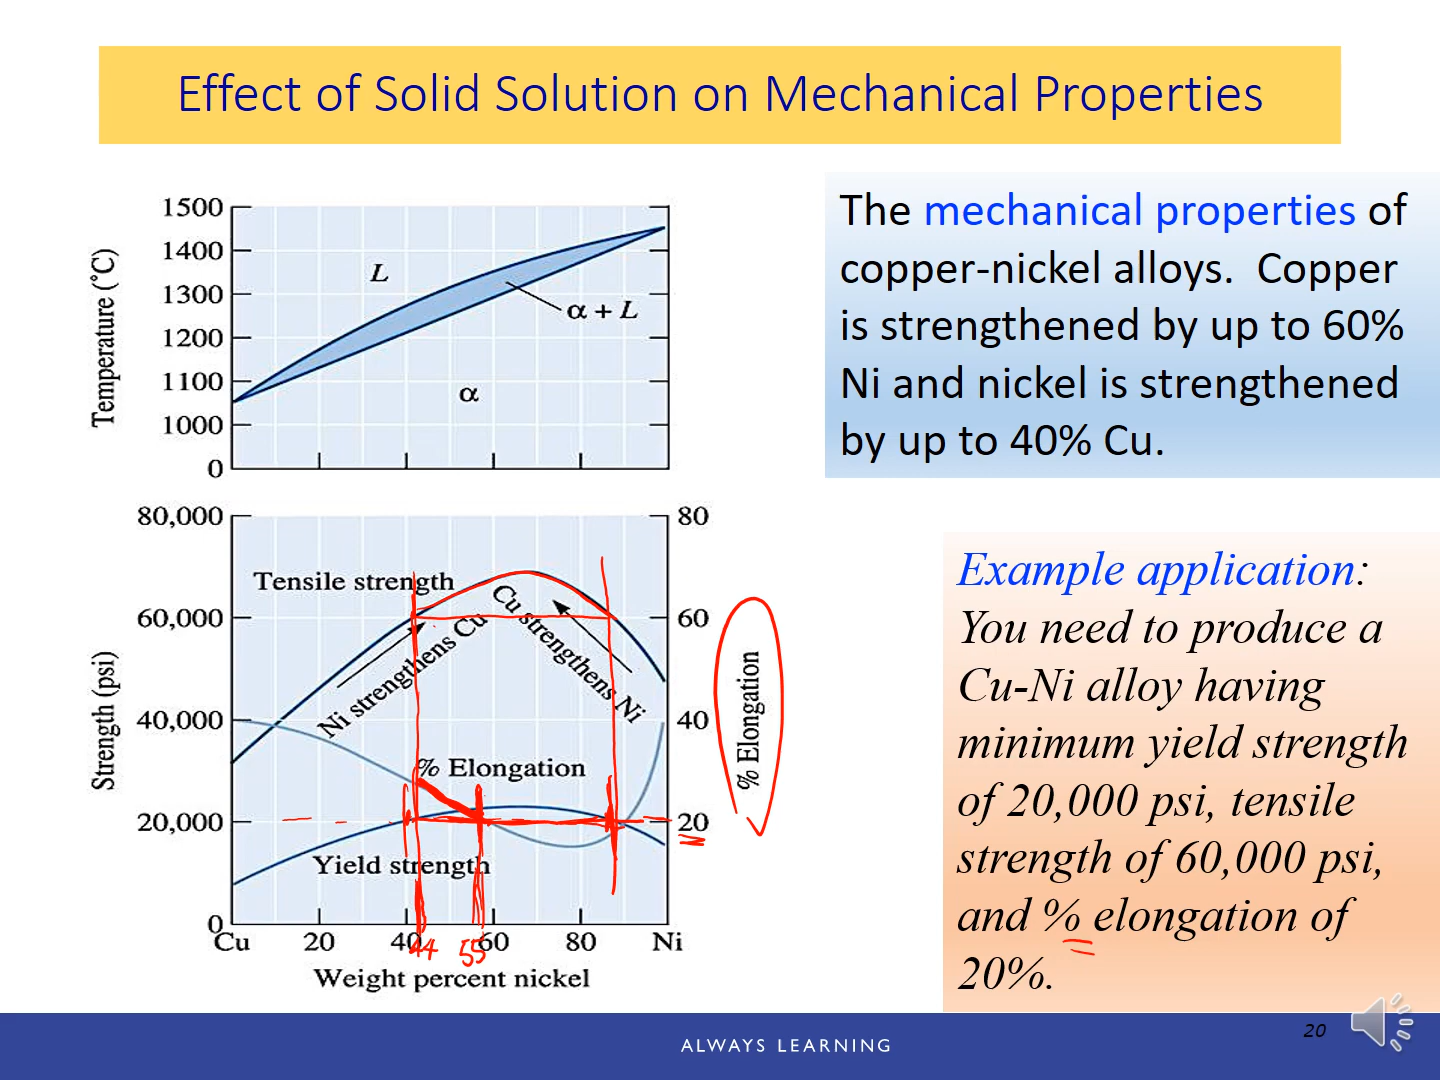 Effect of Solid Solution on Mechanical Properties
The mechanical properties of
copper-nickel alloys.  Copper
is strengthened by up to 60%
Ni and nickel is strengthened
by up to 40% Cu.
1500
1400
1300
1200
1100
1000
0
Temperature (°C)
L
α + L
α
80,000
60,000
40,000
20,000
0
Strength (psi)
80
60
40
20
% Elongation
Tensile strength
Ni strengthens Cu
Cu strengthens Ni
% Elongation
Yield strength
Cu
20
40
60
80
Ni
44
55
Weight percent nickel
Example application:
You need to produce a
Cu-Ni alloy having
minimum yield strength
of 20,000 psi, tensile
strength of 60,000 psi,
and % elongation of
20%.
20
ALWAYS LEARNING